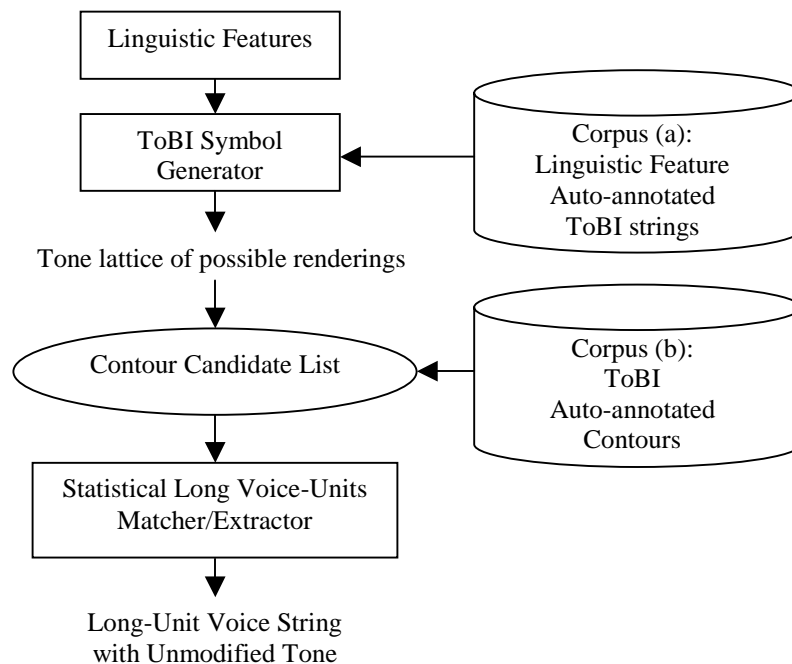 Linguistic Features
ToBI Symbol
Generator
Corpus (a):
Linguistic Feature
Auto-annotated
ToBI strings
Tone lattice of possible renderings
Contour Candidate List
Corpus (b):
ToBI
Auto-annotated
Contours
Statistical Long Voice-Units
Matcher/Extractor
Long-Unit Voice String
with Unmodified Tone